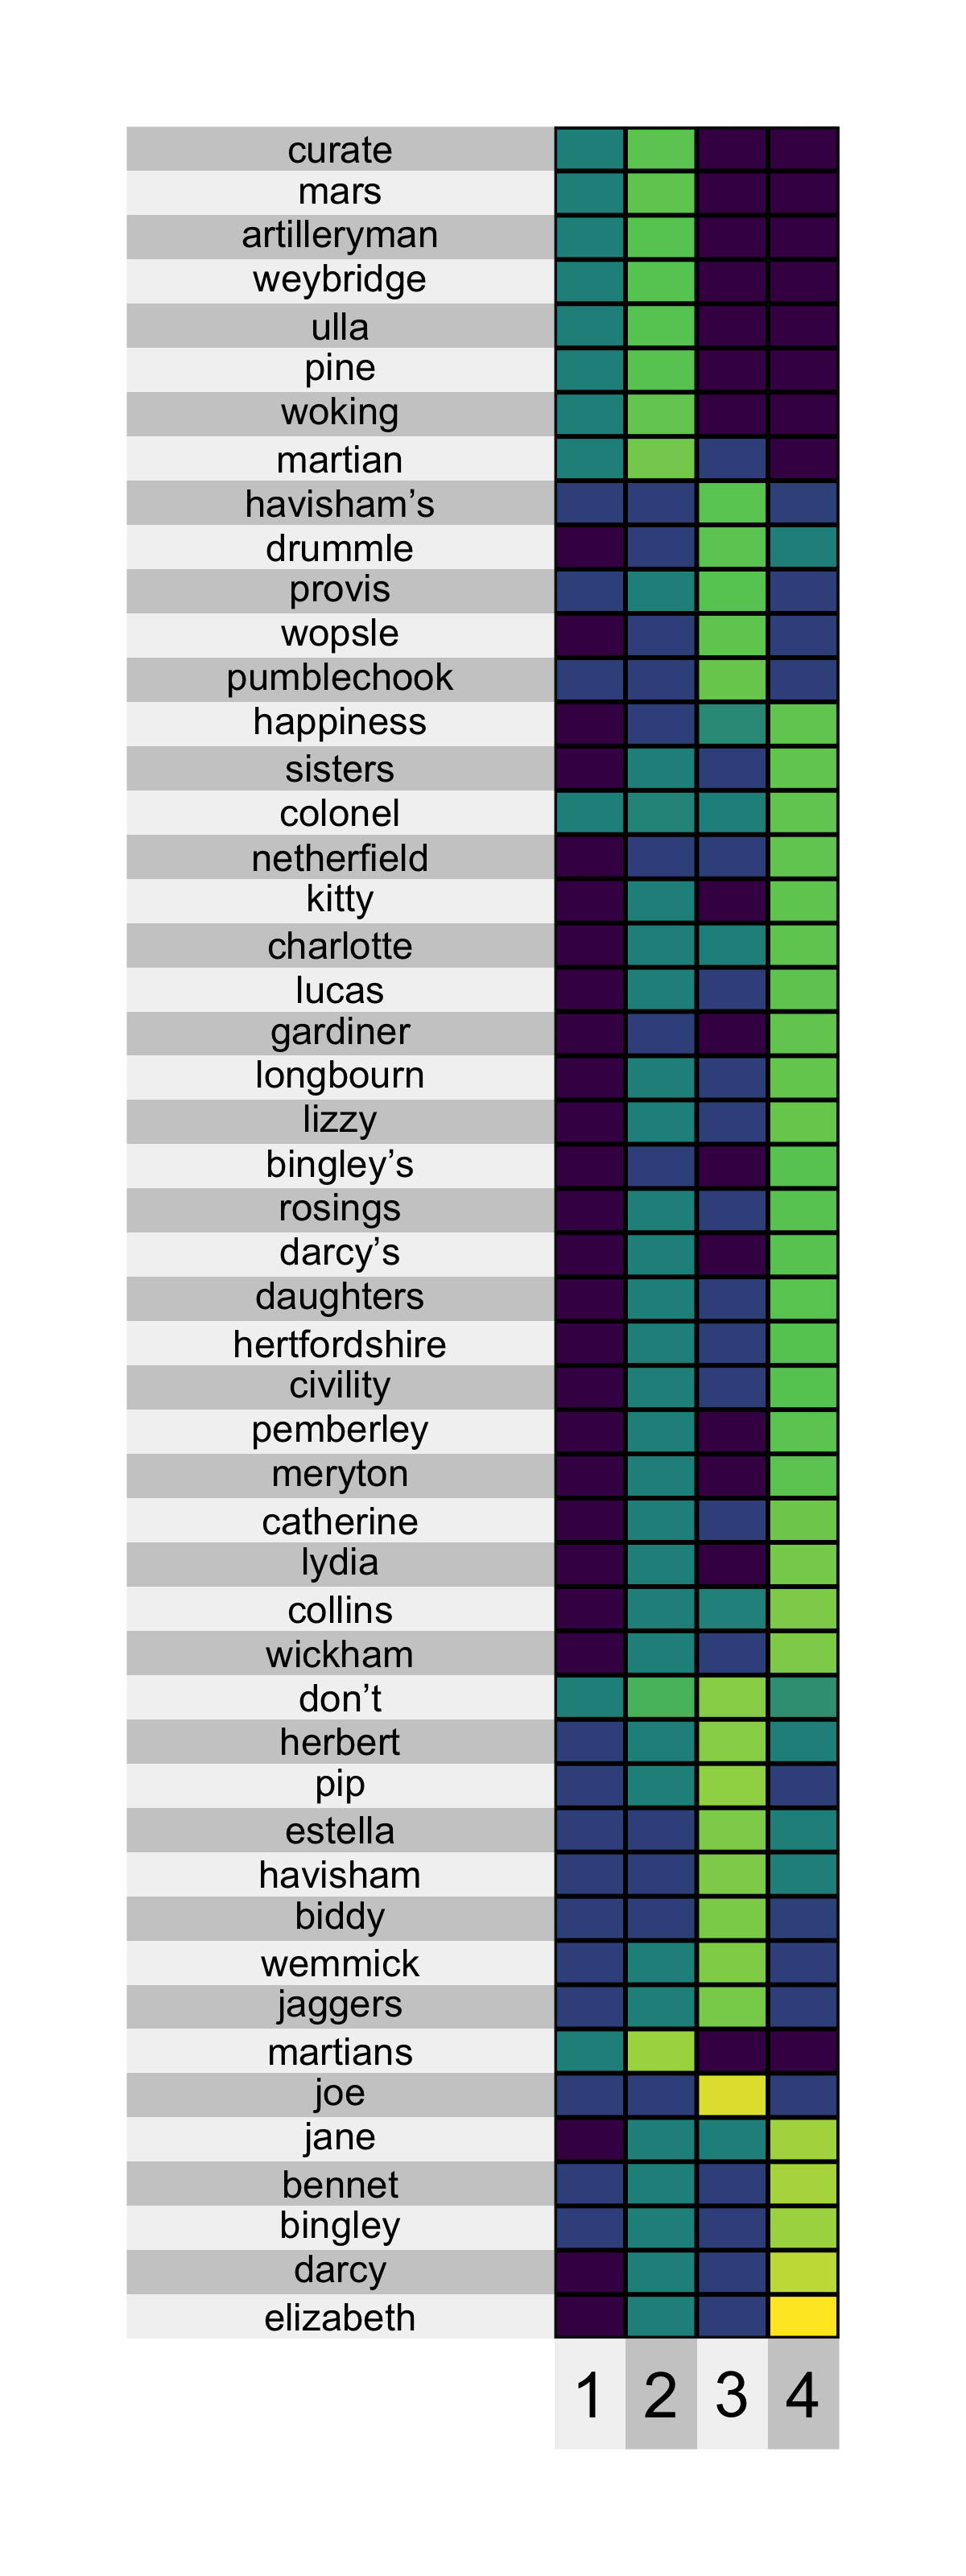 curate
mars
artilleryman
weybridge
ulla
pine
woking
martian
havisham’s
drummle
provis
wopsle
pumblechook
happiness
sisters
colonel
netherfield
kitty
charlotte
lucas
gardiner
longbourn
lizzy
bingley’s
rosings
darcy’s
daughters
hertfordshire
civility
pemberley
meryton
catherine
lydia
collins
wickham
don’t
herbert
pip
estella
havisham
biddy
wemmick
jaggers
martians
joe
jane
bennet
bingley
darcy
elizabeth
1 2 3 4